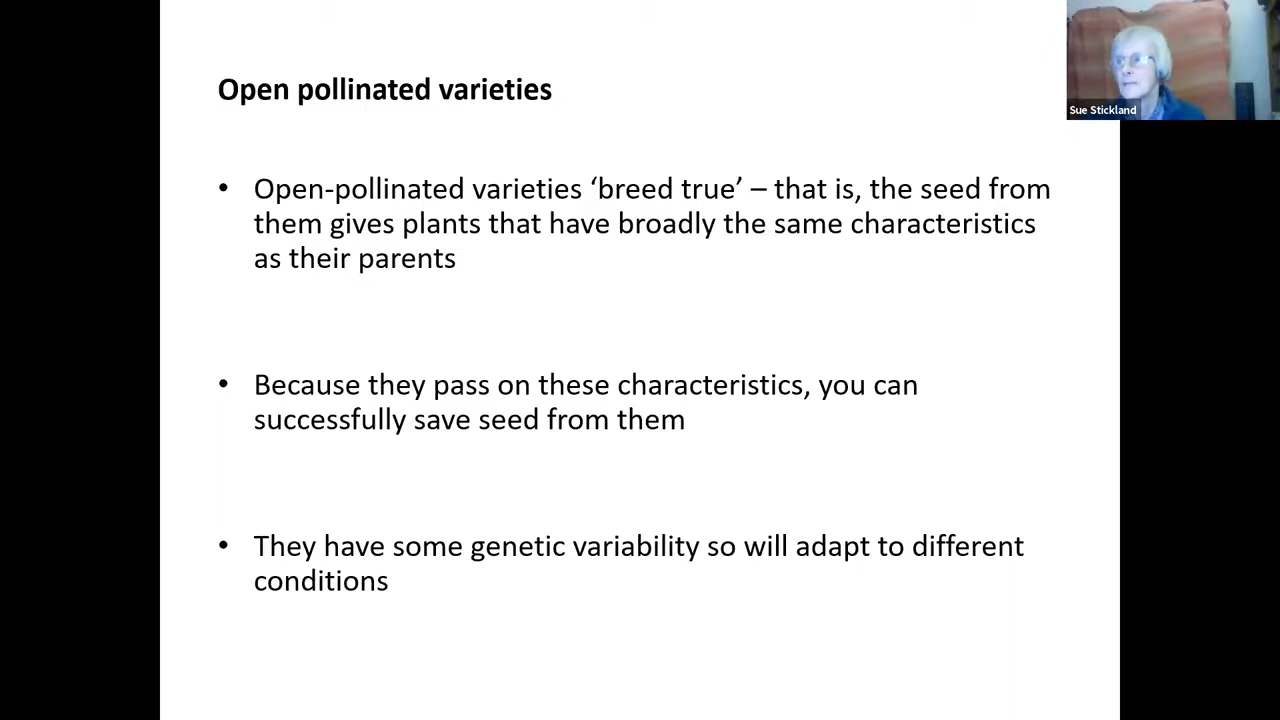 Open pollinated varieties
Sue Stickland
• Open-pollinated varieties ‘breed true’ – that is, the seed from
them gives plants that have broadly the same characteristics
as their parents
• Because they pass on these characteristics, you can
successfully save seed from them
• They have some genetic variability so will adapt to different
conditions